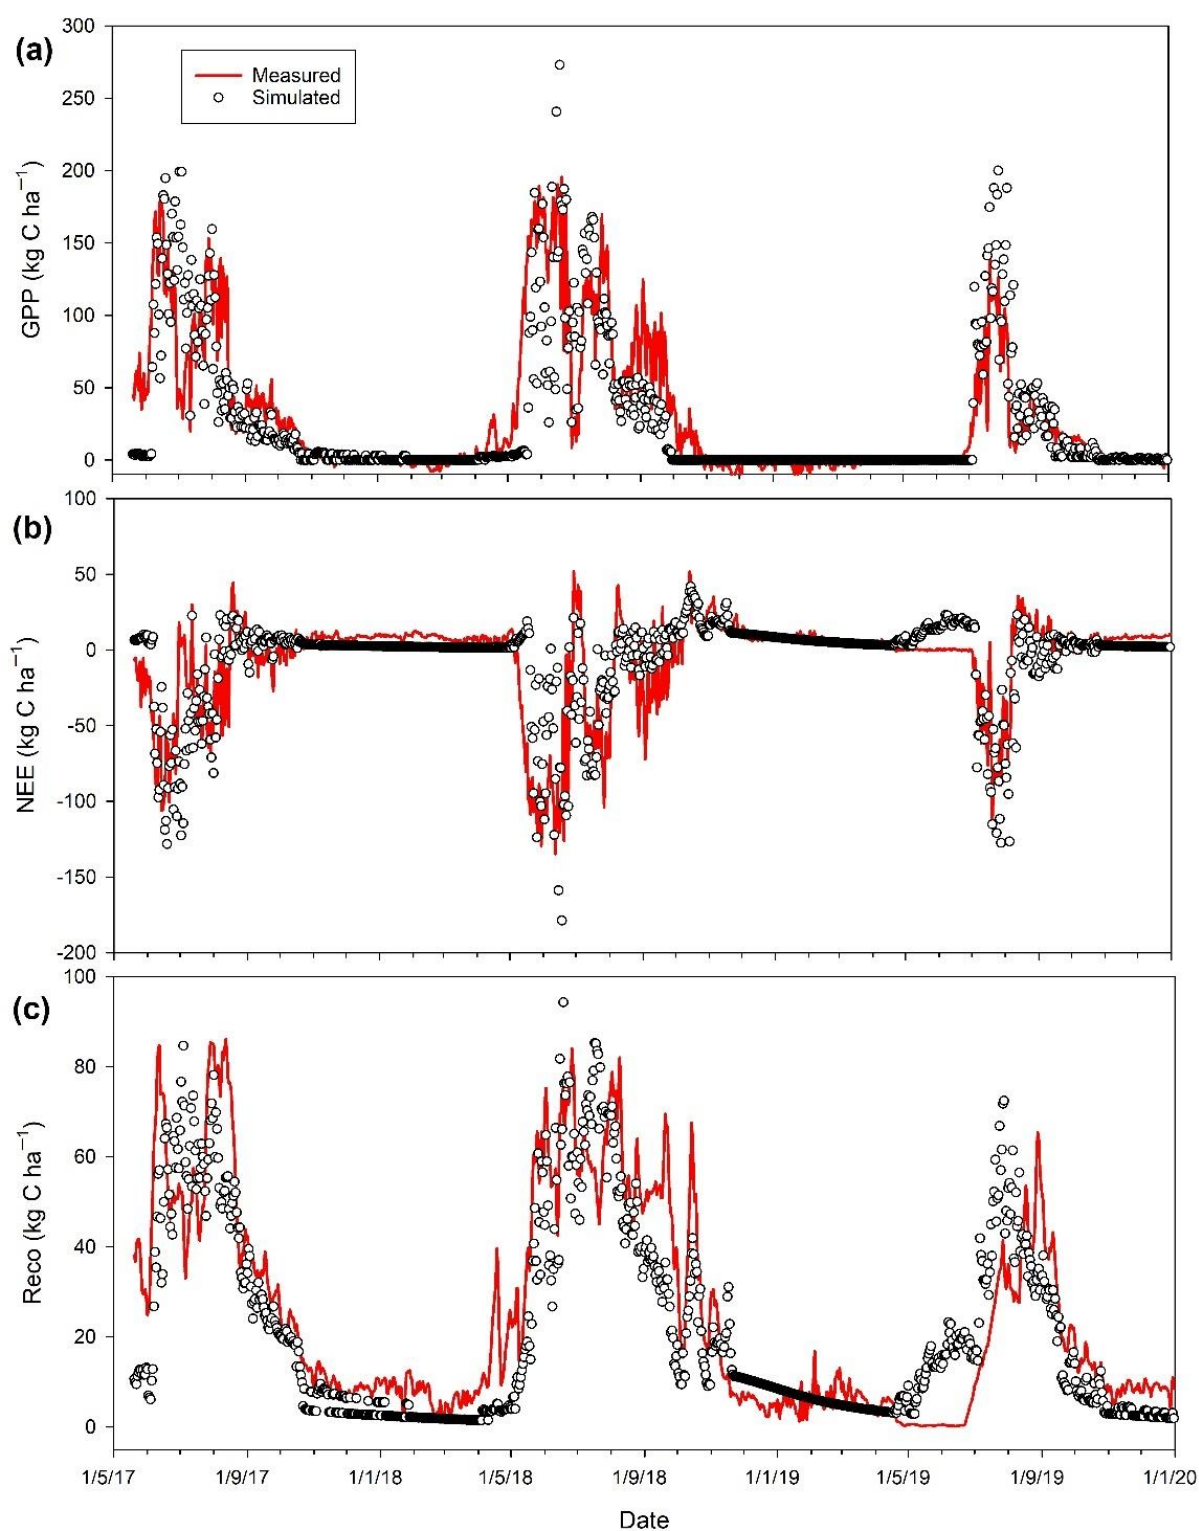 (a)
GPP (kg C ha⁻¹)
300
250
200
150
100
50
0
Measured
Simulated
(b)
NEE (kg C ha⁻¹)
100
50
0
-50
-100
-150
-200
(c)
Reco (kg C ha⁻¹)
100
80
60
40
20
0
1/5/17 1/9/17 1/1/18 1/5/18 1/9/18 1/1/19 1/5/19 1/9/19 1/1/20
Date